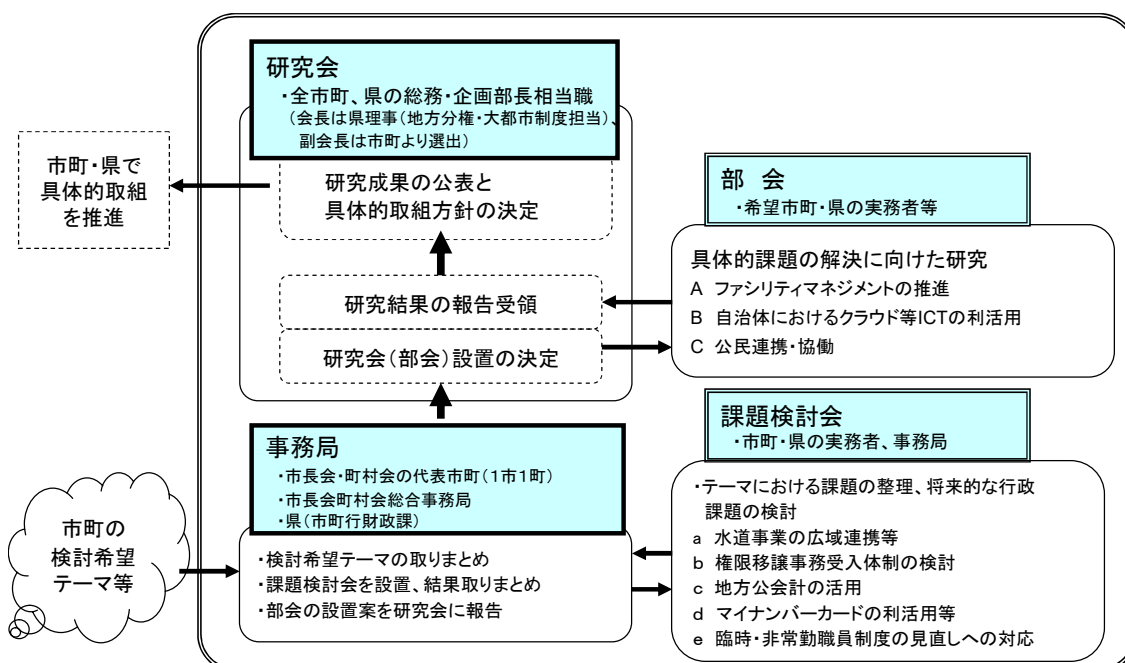 研究会
・全市町、県の総務・企画部長相当職
(会長は県理事(地方分権・大都市制度担当)、
副会長は市町より選出)
研究成果の公表と
具体的取組方針の決定
研究結果の報告受領
研究会(部会)設置の決定
市町・県で
具体的取組
を推進
部 会
・希望市町・県の実務者等
具体的課題の解決に向けた研究
A ファシリティマネジメントの推進
B 自治体におけるクラウド等ICTの利活用
C 公民連携・協働
事務局
・市長会・町村会の代表市町(1市1町)
・市長会町村会総合事務局
・県(市町行財政課)
・検討希望テーマの取りまとめ
・課題検討会を設置、結果取りまとめ
・部会の設置案を研究会に報告
市町の
検討希望
テーマ等
課題検討会
・市町・県の実務者、事務局
・テーマにおける課題の整理、将来的な行政
課題の検討
a 水道事業の広域連携等
b 権限移譲事務受入体制の検討
c 地方公会計の活用
d マイナンバーカードの利活用等
e 臨時・非常勤職員制度の見直しへの対応